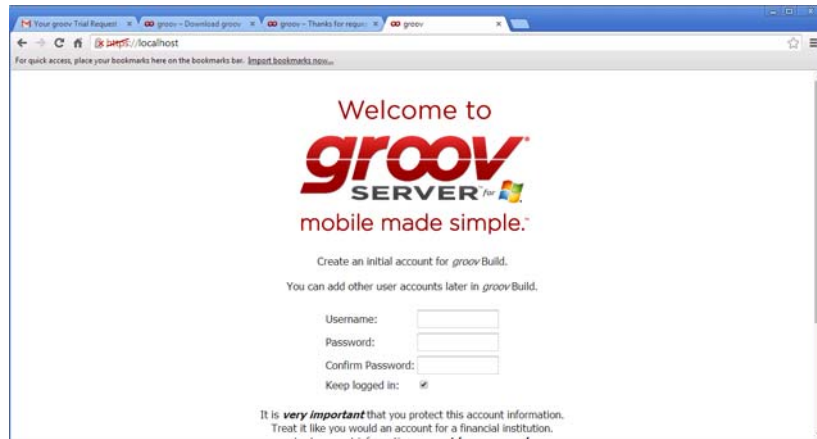 Your groov Trial Request
groov – Download groov
groov – Thanks for reque
groov
https://localhost
For quick access, place your bookmarks here on the bookmarks bar. Import bookmarks now...
Welcome to
groov
SERVER™ for
mobile made simple.™
Create an initial account for groov Build.
You can add other user accounts later in groov Build.
Username:
Password:
Confirm Password:
Keep logged in:
It is very important that you protect this account information.
Treat it like you would an account for a financial institution.